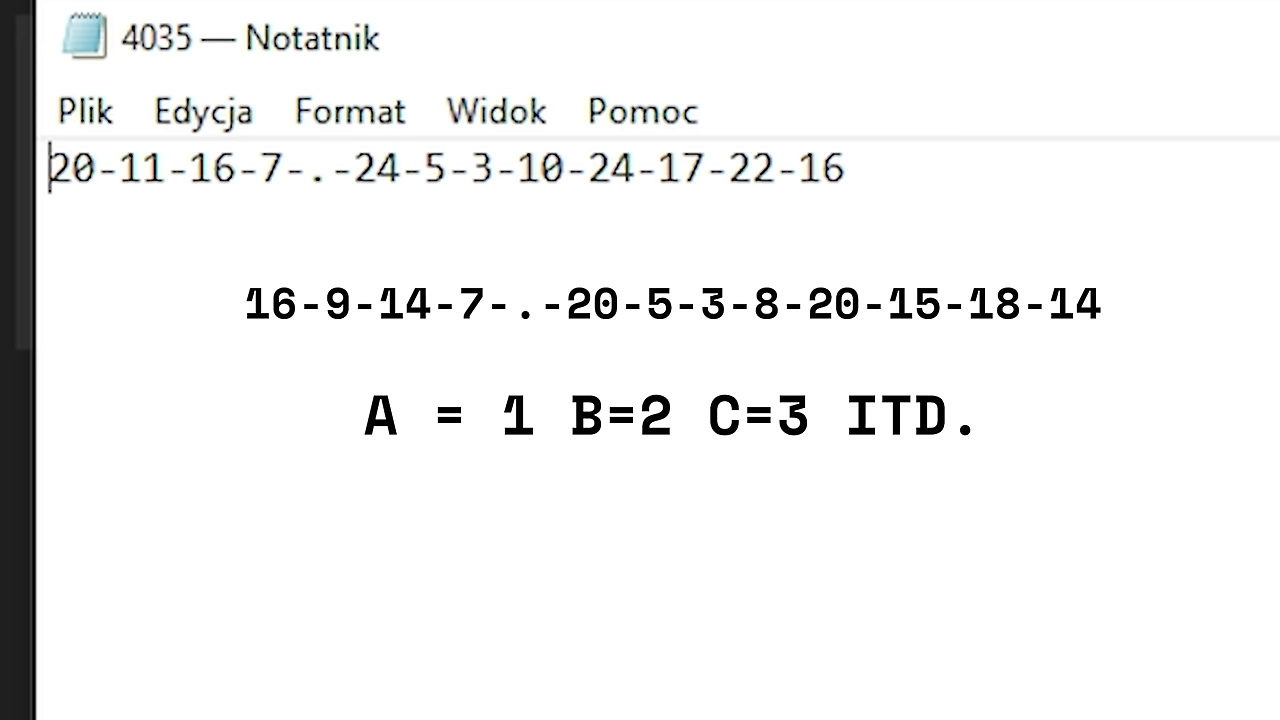 4035 — Notatnik
Plik Edycja Format Widok Pomoc
20-11-16-7-.-24-5-3-10-24-17-22-16
16-9-14-7-.-20-5-3-8-20-15-18-14
A = 1 B=2 C=3 ITD.